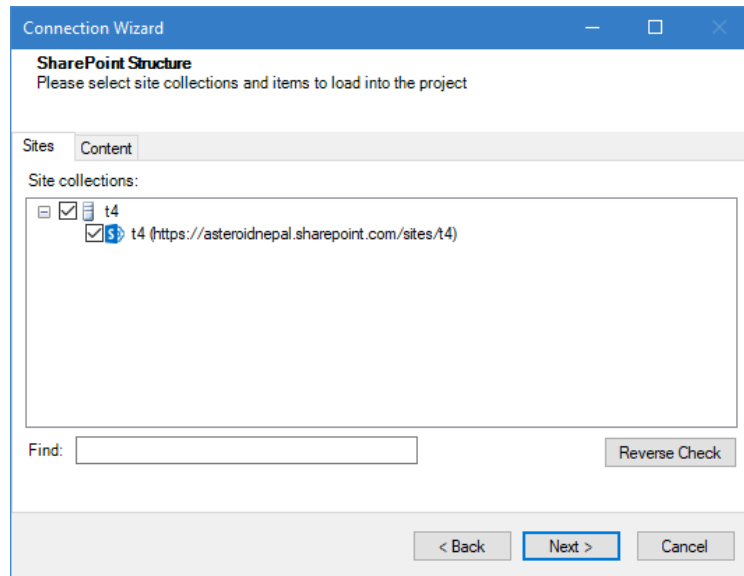 Connection Wizard
SharePoint Structure
Please select site collections and items to load into the project
Sites Content
Site collections:
t4
t4 (https://asteroidnepal.sharepoint.com/sites/t4)
Find: Reverse Check
< Back Next > Cancel